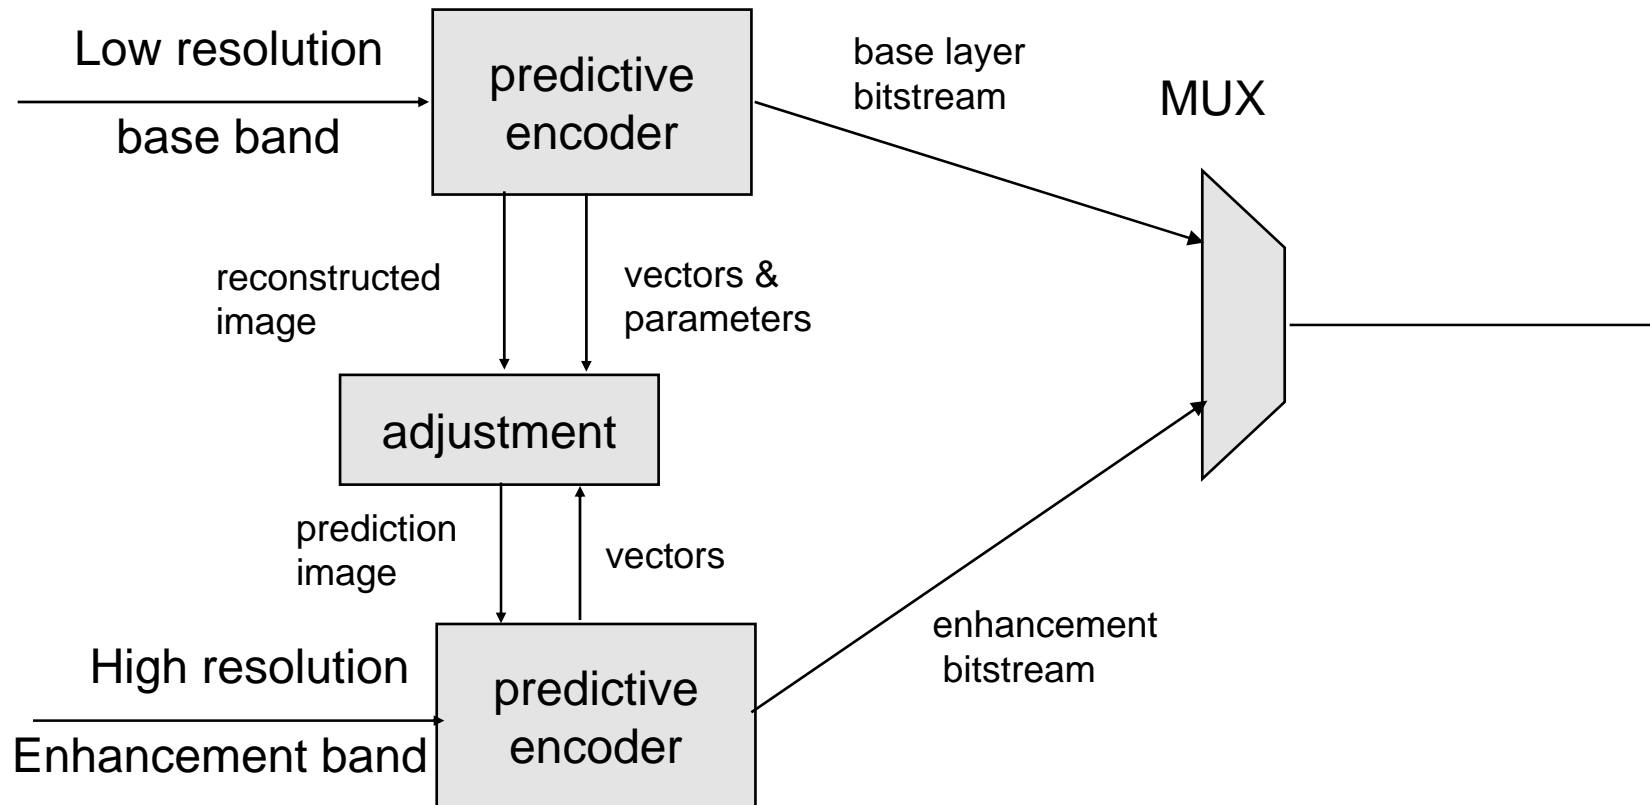 Low resolution
base band
predictive
encoder
base layer
bitstream
MUX
reconstructed
image
vectors &
parameters
adjustment
prediction
image
vectors
High resolution
Enhancement band
predictive
encoder
enhancement
bitstream